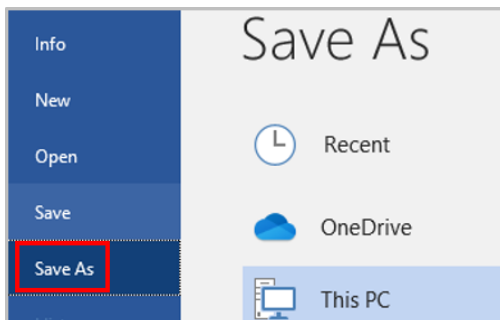 Info
New
Open
Save
Save As
Save As
Recent
OneDrive
This PC